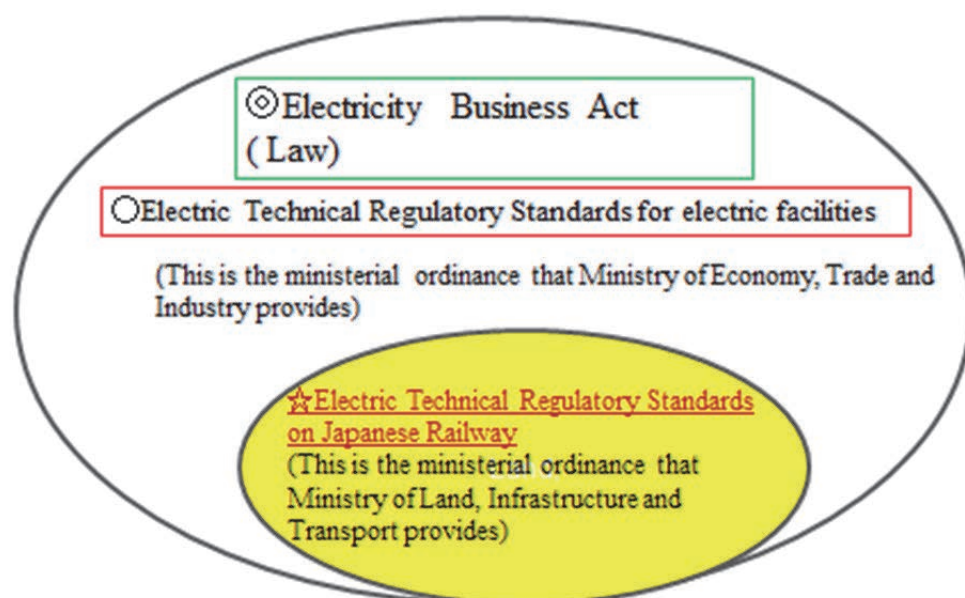 ◎Electricity Business Act
( Law)
○Electric Technical Regulatory Standards for electric facilities
(This is the ministerial ordinance that Ministry of Economy, Trade and
Industry provides)
☆Electric Technical Regulatory Standards
on Japanese Railway
(This is the ministerial ordinance that
Ministry of Land, Infrastructure and
Transport provides)